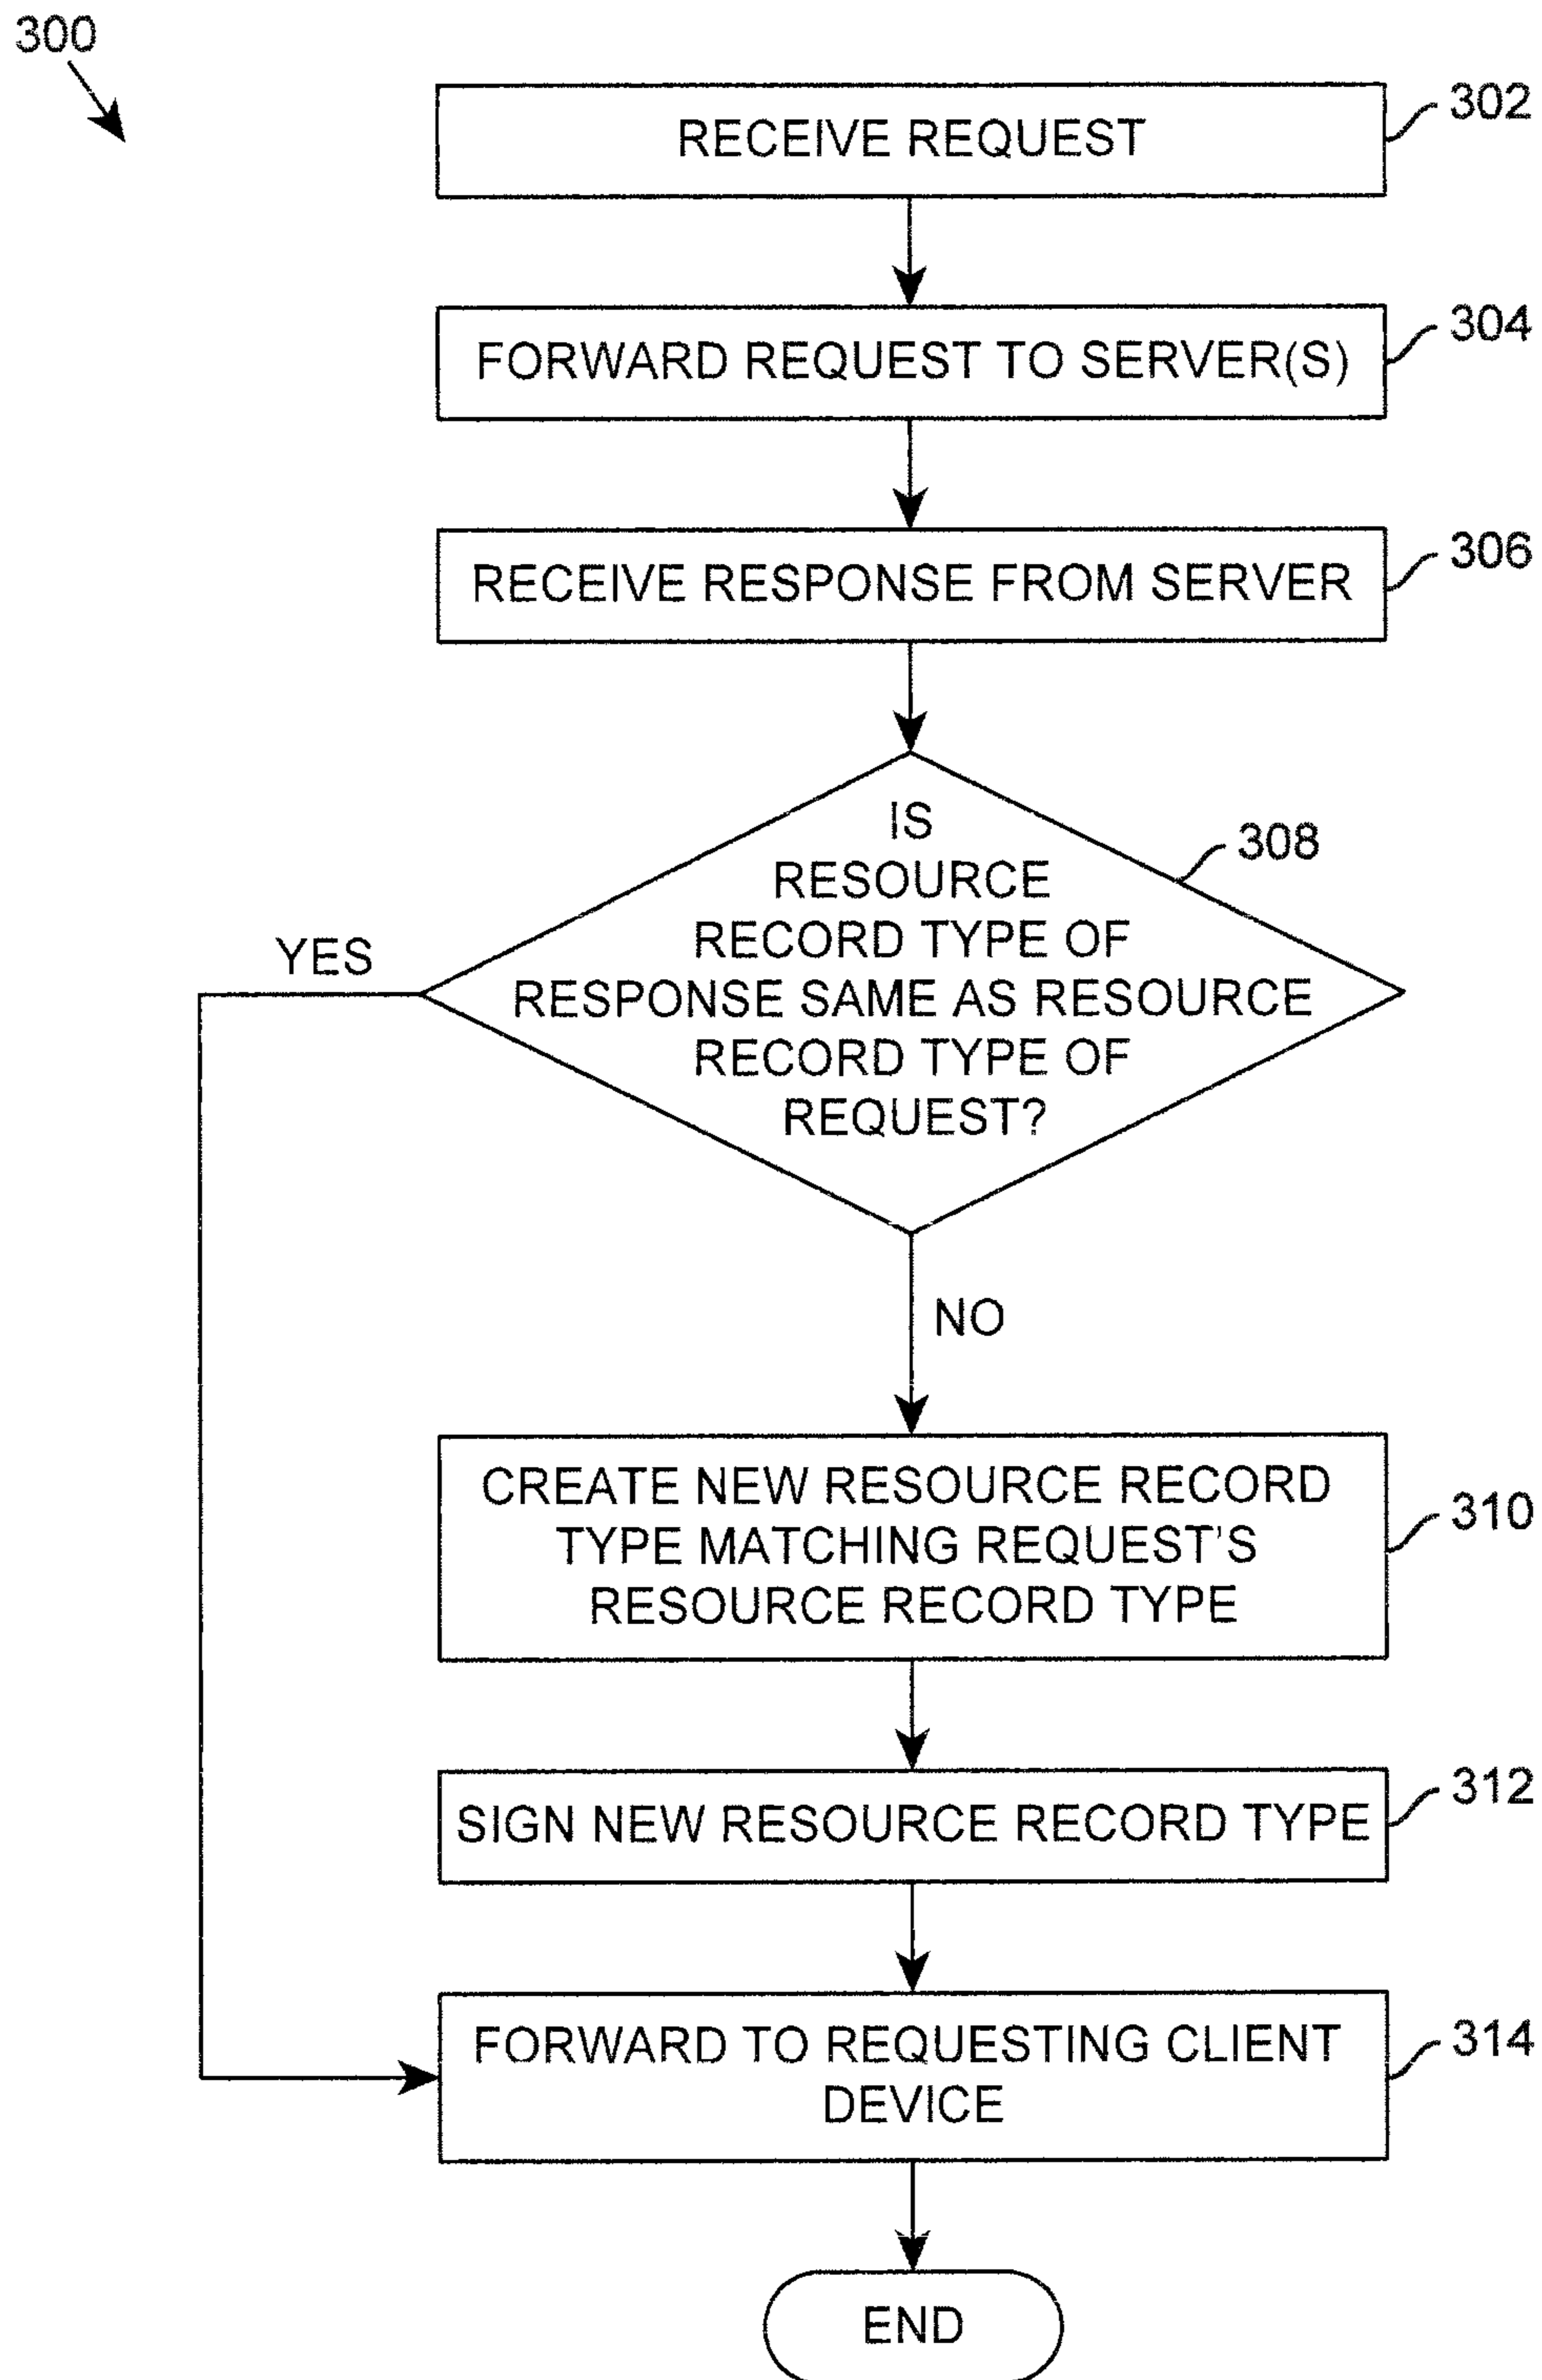 300
RECEIVE REQUEST
302
FORWARD REQUEST TO SERVER(S)
304
RECEIVE RESPONSE FROM SERVER
306
IS
RESOURCE
RECORD TYPE OF
RESPONSE SAME AS RESOURCE
RECORD TYPE OF
REQUEST?
308
YES
NO
CREATE NEW RESOURCE RECORD
TYPE MATCHING REQUEST'S
RESOURCE RECORD TYPE
310
SIGN NEW RESOURCE RECORD TYPE
312
FORWARD TO REQUESTING CLIENT
DEVICE
314
END